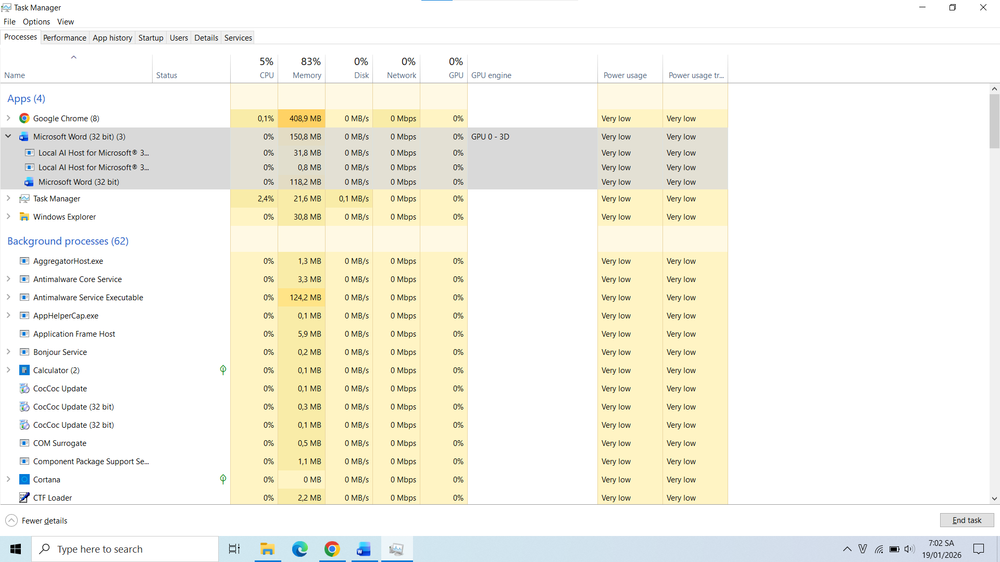 Task Manager
File Options View
Processes Performance App history Startup Users Details Services
5% 83% 0% 0% 0%
Name Status CPU Memory Disk Network GPU GPU engine Power usage Power usage tr...
Apps (4)
Google Chrome (8) 0,1% 408,9 MB 0 MB/s 0 Mbps 0% Very low Very low
Microsoft Word (32 bit) (3) 0% 150,8 MB 0 MB/s 0 Mbps 0% GPU 0 - 3D Very low Very low
Local AI Host for Microsoft® 3... 0% 31,8 MB 0 MB/s 0 Mbps 0% Very low Very low
Local AI Host for Microsoft® 3... 0% 0,8 MB 0 MB/s 0 Mbps 0% Very low Very low
Microsoft Word (32 bit) 0% 118,2 MB 0 MB/s 0 Mbps 0% Very low Very low
Task Manager 2,4% 21,6 MB 0,1 MB/s 0 Mbps 0% Very low Very low
Windows Explorer 0% 30,8 MB 0 MB/s 0 Mbps 0% Very low Very low
Background processes (62)
AggregatorHost.exe 0% 1,3 MB 0 MB/s 0 Mbps 0% Very low Very low
Antimalware Core Service 0% 3,3 MB 0 MB/s 0 Mbps 0% Very low Very low
Antimalware Service Executable 0% 124,2 MB 0 MB/s 0 Mbps 0% Very low Very low
AppHelperCap.exe 0% 0,1 MB 0 MB/s 0 Mbps 0% Very low Very low
Application Frame Host 0% 5,9 MB 0 MB/s 0 Mbps 0% Very low Very low
Bonjour Service 0% 0,2 MB 0 MB/s 0 Mbps 0% Very low Very low
Calculator (2) 0% 0,1 MB 0 MB/s 0 Mbps 0% Very low Very low
CocCoc Update 0% 0,1 MB 0 MB/s 0 Mbps 0% Very low Very low
CocCoc Update (32 bit) 0% 0,3 MB 0 MB/s 0 Mbps 0% Very low Very low
CocCoc Update (32 bit) 0% 0,1 MB 0 MB/s 0 Mbps 0% Very low Very low
COM Surrogate 0% 0,5 MB 0 MB/s 0 Mbps 0% Very low Very low
Component Package Support Se... 0% 1,1 MB 0 MB/s 0 Mbps 0% Very low Very low
Cortana 0% 0 MB 0 MB/s 0 Mbps 0% Very low Very low
CTF Loader 0% 2,2 MB 0 MB/s 0 Mbps 0% Very low Very low
Fewer details End task
Type here to search
7:02 SA
19/01/2026